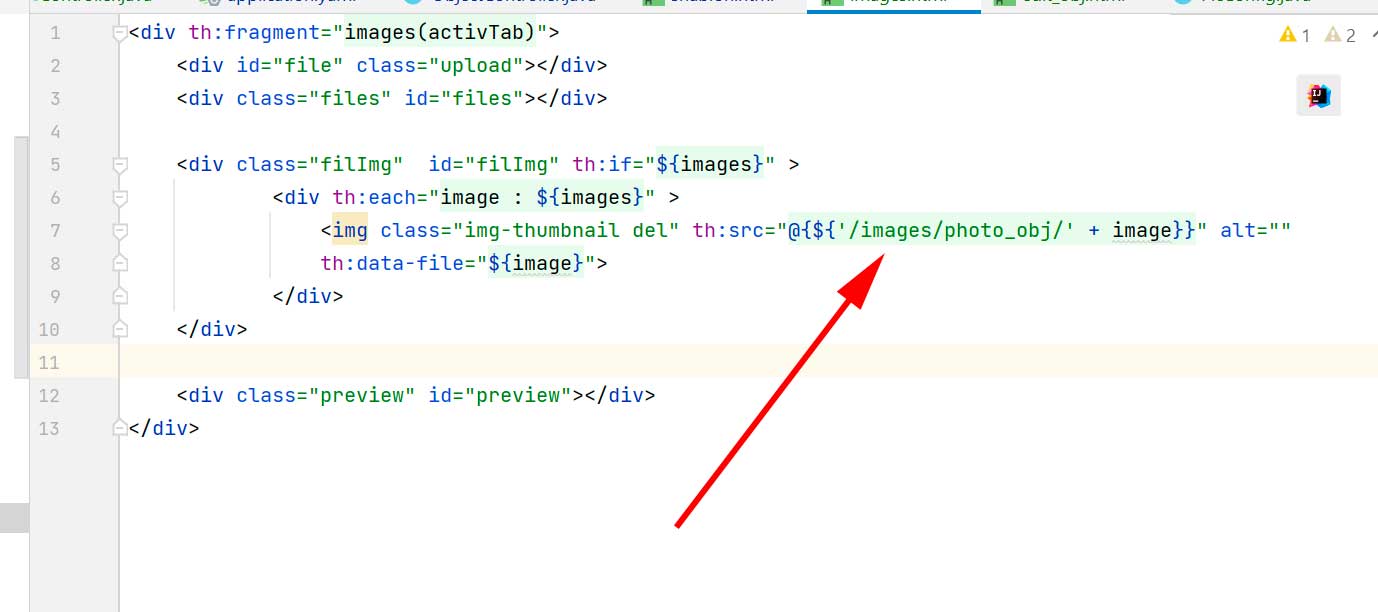 1 <div th:fragment="images(activTab)">
2 <div id="file" class="upload"></div>
3 <div class="files" id="files"></div>
4
5 <div class="filImg"  id="filImg" th:if="${images}" >
6 <div th:each="image : ${images}" >
7 <img class="img-thumbnail del" th:src="@{${'/images/photo_obj/' + image}}" alt=""
8 th:data-file="${image}">
9 </div>
10 </div>
11
12 <div class="preview" id="preview"></div>
13 </div>
1 2
IJ